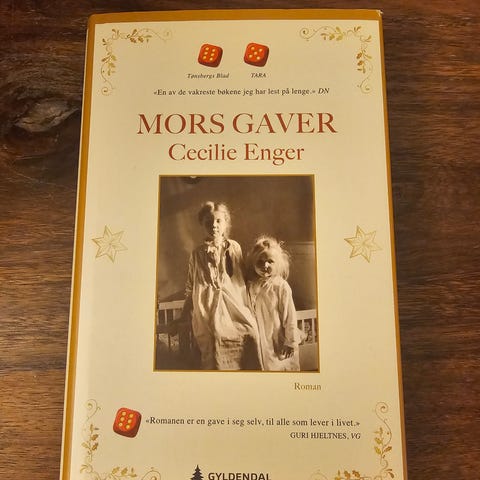 Tønsbergs Blad TARA
«En av de vakreste bøkene jeg har lest på lenge.» DN
MORS GAVER
Cecilie Enger
Roman
«Romanen er en gave i seg selv, til alle som lever i livet.»
GURI HJELTNES, VG
GYLDENDAL